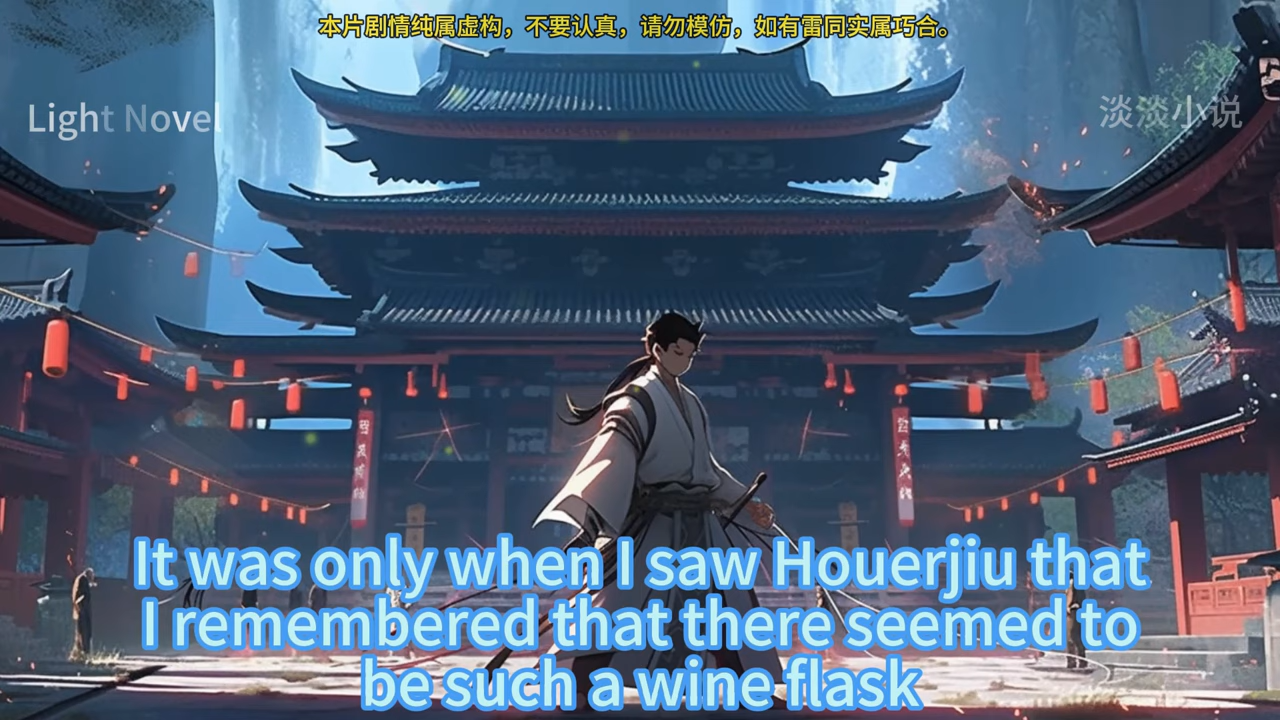 本片剧情纯属虚构，不要认真，请勿模仿，如有雷同实属巧合。
Light Novel
淡淡小说
It was only when I saw Houerjiu that
I remembered that there seemed to
be such a wine flask